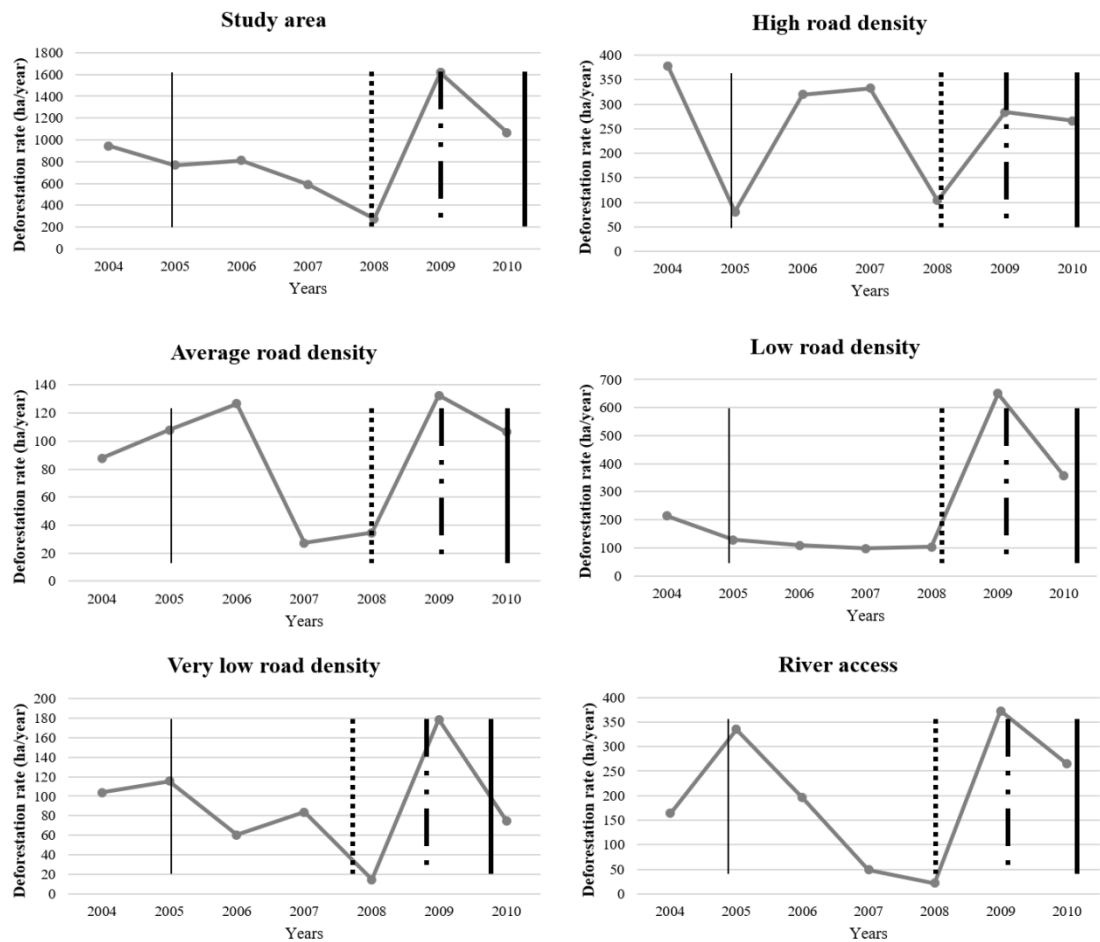 Study area
Deforestation rate (ha/year)
1800
1600
1400
1200
1000
800
600
400
200
0
2004 2005 2006 2007 2008 2009 2010
Years
High road density
Deforestation rate (ha/year)
400
350
300
250
200
150
100
50
0
2004 2005 2006 2007 2008 2009 2010
Years
Average road density
Deforestation rate (ha/year)
140
120
100
80
60
40
20
0
2004 2005 2006 2007 2008 2009 2010
Years
Low road density
Deforestation rate (ha/year)
700
600
500
400
300
200
100
0
2004 2005 2006 2007 2008 2009 2010
Years
Very low road density
Deforestation rate (ha/year)
200
180
160
140
120
100
80
60
40
20
0
2004 2005 2006 2007 2008 2009 2010
Years
River access
Deforestation rate (ha/year)
400
350
300
250
200
150
100
50
0
2004 2005 2006 2007 2008 2009 2010
Years